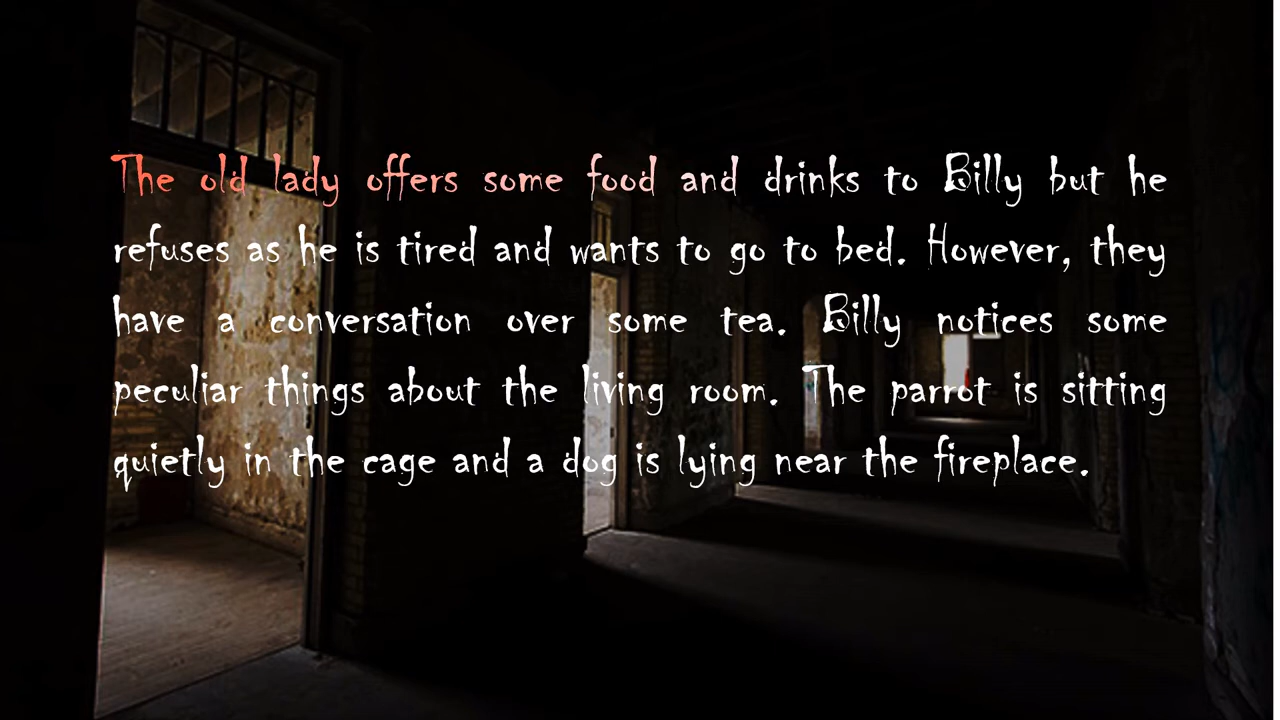 The old lady offers some food and drinks to Billy but he
refuses as he is tired and wants to go to bed. However, they
have a conversation over some tea. Billy notices some
peculiar things about the living room. The parrot is sitting
quietly in the cage and a dog is lying near the fireplace.